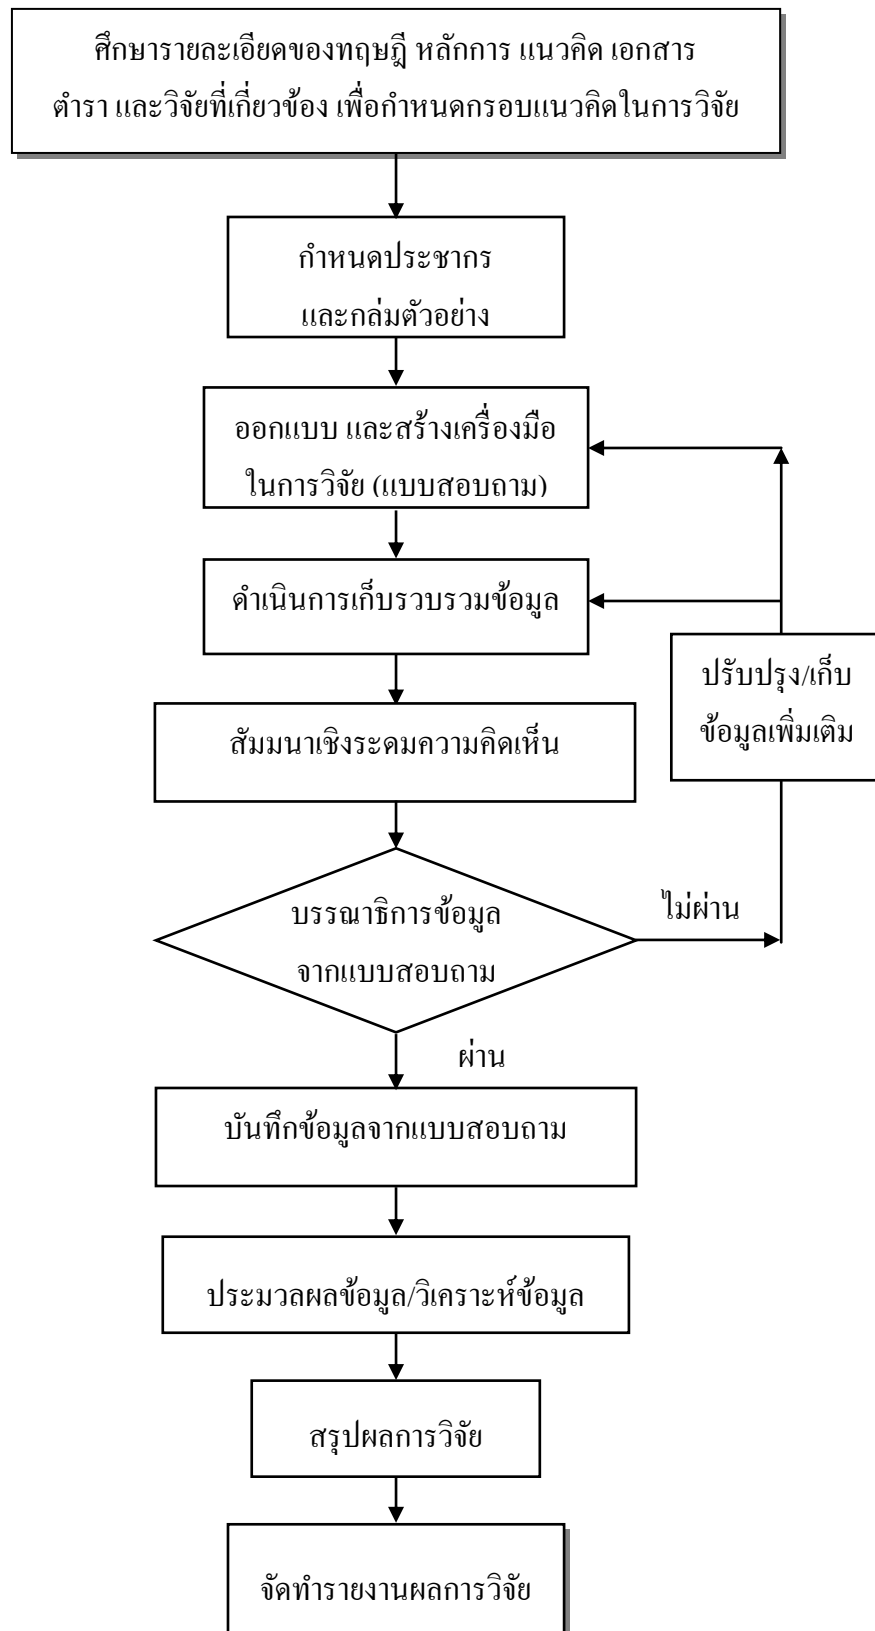 ศึกษารายละเอียดของทฤษฎี หลักการ แนวคิด เอกสาร
ตำรา และวิจัยที่เกี่ยวข้อง เพื่อกำหนดกรอบแนวคิดในการวิจัย
กำหนดประชากร
และกลุ่มตัวอย่าง
ออกแบบ และสร้างเครื่องมือ
ในการวิจัย (แบบสอบถาม)
ดำเนินการเก็บรวบรวมข้อมูล
ปรับปรุง/เก็บ
ข้อมูลเพิ่มเติม
สัมมนาเชิงระดมความคิดเห็น
บรรณาธิการข้อมูล
จากแบบสอบถาม
ไม่ผ่าน
ผ่าน
บันทึกข้อมูลจากแบบสอบถาม
ประมวลผลข้อมูล/วิเคราะห์ข้อมูล
สรุปผลการวิจัย
จัดทำรายงานผลการวิจัย